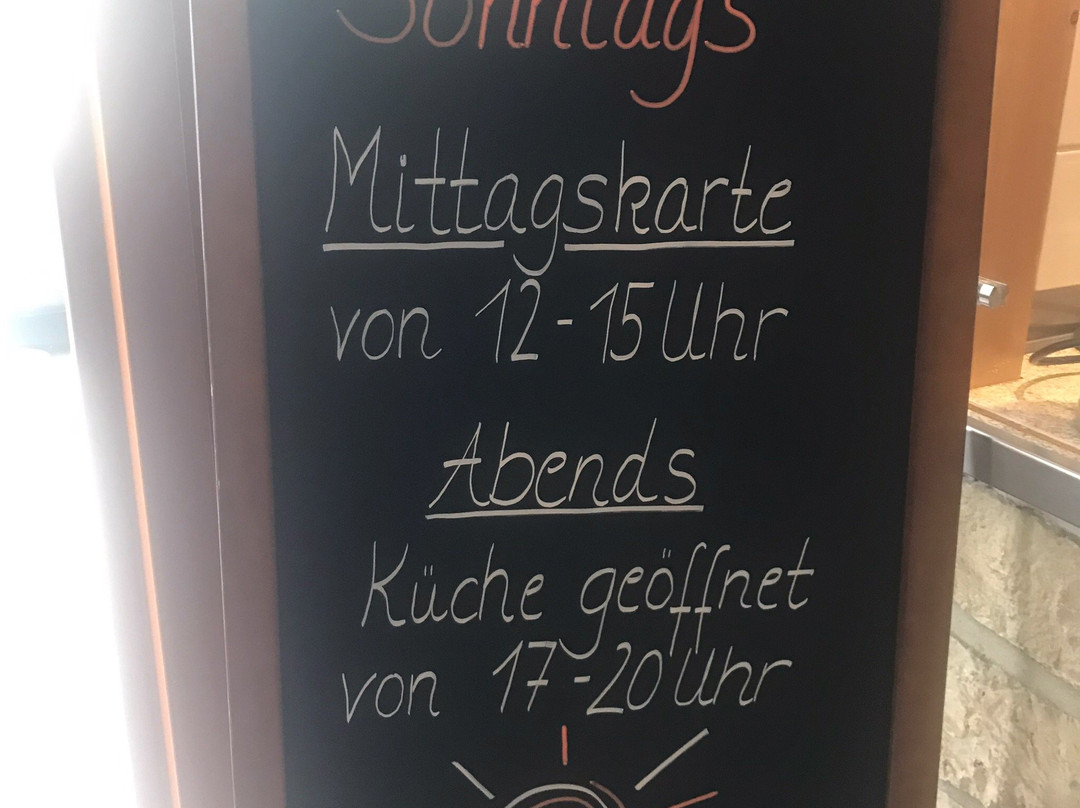 Sonntags
Mittagskarte
von 12-15 Uhr
Abends
Küche geöffnet
von 17-20 Uhr